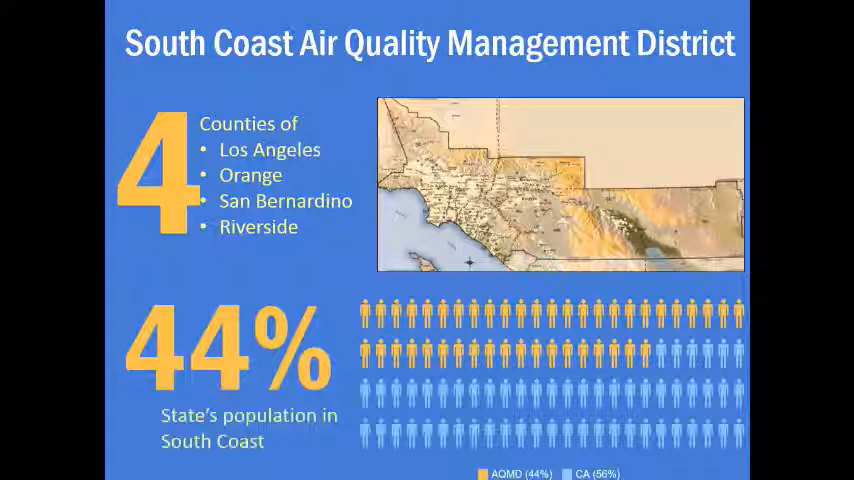 South Coast Air Quality Management District
4
Counties of
• Los Angeles
• Orange
• San Bernardino
• Riverside
44%
State's population in
South Coast
AQMD (44%) CA (56%)